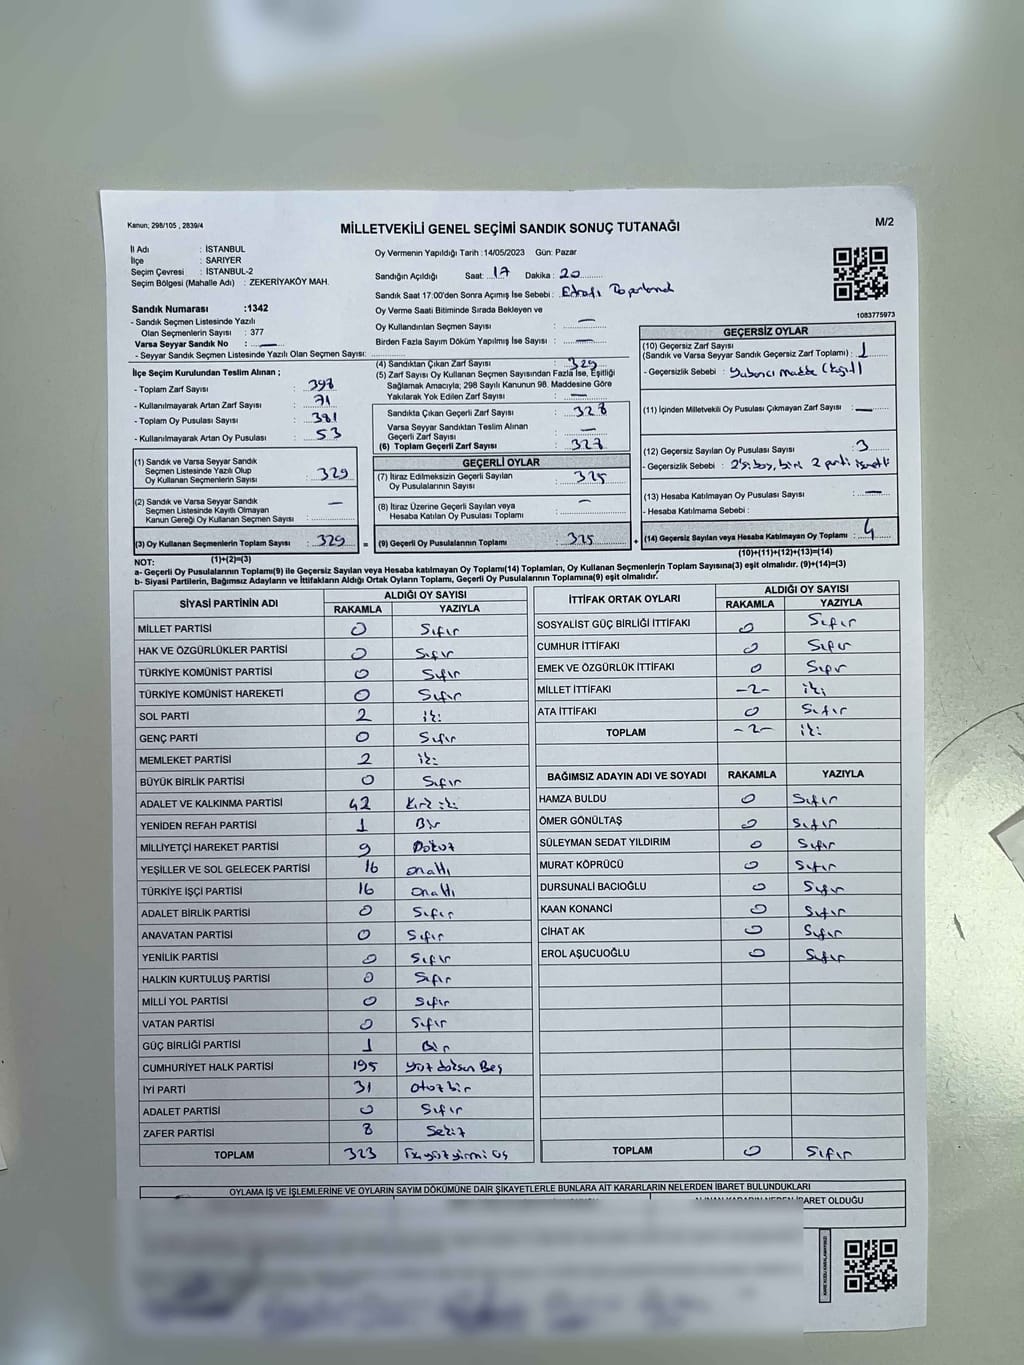 Kanun; 298/105 , 2839/4
MİLLETVEKİLİ GENEL SEÇİMİ SANDIK SONUÇ TUTANAĞI
M/2
İl Adı : İSTANBUL
İlçe : SARIYER
Seçim Çevresi : İSTANBUL-2
Seçim Bölgesi (Mahalle Adı) : ZEKERİYAKÖY MAH.
Sandık Numarası :1342
- Sandık Seçmen Listesinde Yazılı
Olan Seçmenlerin Sayısı : 377
Varsa Seyyar Sandık No : —
- Seyyar Sandık Seçmen Listesinde Yazılı Olan Seçmen Sayısı:
Oy Vermenin Yapıldığı Tarih :14/05/2023 Gün: Pazar
Sandığın Açıldığı Saat: 17 Dakika : 20
Sandık Saat 17:00'den Sonra Açımış İse Sebebi :
Oy Verme Saati Bitiminde Sırada Bekleyen ve
Oy Kullandırılan Seçmen Sayısı : —
Birden Fazla Sayım Döküm Yapılmış İse Sayısı : —
1083775973
İlçe Seçim Kurulundan Teslim Alınan ;
- Toplam Zarf Sayısı :
- Kullanılmayarak Artan Zarf Sayısı : 71
- Toplam Oy Pusulası Sayısı : 381
- Kullanılmayarak Artan Oy Pusulası : 53
(1) Sandık ve Varsa Seyyar Sandık
Seçmen Listesinde Yazılı Olup
Oy Kullanan Seçmenlerin Sayısı : 329
(2) Sandık ve Varsa Seyyar Sandık
Seçmen Listesinde Kayıtlı Olmayan
Kanun Gereği Oy Kullanan Seçmen Sayısı : —
(3) Oy Kullanan Seçmenlerin Toplam Sayısı : 329
(1)+(2)=(3)
(4) Sandıktan Çıkan Zarf Sayısı : 329
(5) Zarf Sayısı Oy Kullanan Seçmen Sayısından Fazla İse, Eşitliği
Sağlamak Amacıyla; 298 Sayılı Kanunun 98. Maddesine Göre
Yakılarak Yok Edilen Zarf Sayısı : —
Sandıkta Çıkan Geçerli Zarf Sayısı : 328
Varsa Seyyar Sandıktan Teslim Alınan
Geçerli Zarf Sayısı : —
(6) Toplam Geçerli Zarf Sayısı : 328
GEÇERLİ OYLAR
(7) İtiraz Edilmeksizin Geçerli Sayılan
Oy Pusulalarının Sayısı : 325
(8) İtiraz Üzerine Geçerli Sayılan veya
Hesaba Katılan Oy Pusulası Toplamı : —
= (9) Geçerli Oy Pusulalarının Toplamı : 325
GEÇERSİZ OYLAR
(10) Geçersiz Zarf Sayısı
(Sandık ve Varsa Seyyar Sandık Geçersiz Zarf Toplamı) : 1
- Geçersizlik Sebebi : Yabancı madde (kağıt)
(11) İçinden Milletvekili Oy Pusulası Çıkmayan Zarf Sayısı : —
(12) Geçersiz Sayılan Oy Pusulası Sayısı : 3
- Geçersizlik Sebebi : 2'si boş, biri 2 parti işaretli
(13) Hesaba Katılmayan Oy Pusulası Sayısı : —
- Hesaba Katılmama Sebebi :
+ (14) Geçersiz Sayılan veya Hesaba Katılmayan Oy Toplamı : 4
(10)+(11)+(12)+(13)=(14)
NOT:
a- Geçerli Oy Pusulalarının Toplamı(9) ile Geçersiz Sayılan veya Hesaba katılmayan Oy Toplamı(14) Toplamları, Oy Kullanan Seçmenlerin Toplam Sayısına(3) eşit olmalıdır. (9)+(14)=(3)
b- Siyasi Partilerin, Bağımsız Adayların ve İttifakların Aldığı Ortak Oyların Toplamı, Geçerli Oy Pusulalarının Toplamına(9) eşit olmalıdır.
SİYASİ PARTİNİN ADI ALDIĞI OY SAYISI
RAKAMLA YAZIYLA
MİLLET PARTİSİ 0 Sıfır
HAK VE ÖZGÜRLÜKLER PARTİSİ 0 Sıfır
TÜRKİYE KOMÜNİST PARTİSİ 0 Sıfır
TÜRKİYE KOMÜNİST HAREKETİ 0 Sıfır
SOL PARTİ 2 iki
GENÇ PARTİ 0 Sıfır
MEMLEKET PARTİSİ 2 iki
BÜYÜK BİRLİK PARTİSİ 0 Sıfır
ADALET VE KALKINMA PARTİSİ 42 Kırk iki
YENİDEN REFAH PARTİSİ 1 Bir
MİLLİYETÇİ HAREKET PARTİSİ 9 Dokuz
YEŞİLLER VE SOL GELECEK PARTİSİ 16 onaltı
TÜRKİYE İŞÇİ PARTİSİ 16 onaltı
ADALET BİRLİK PARTİSİ 0 Sıfır
ANAVATAN PARTİSİ 0 Sıfır
YENİLİK PARTİSİ 0 Sıfır
HALKIN KURTULUŞ PARTİSİ 0 Sıfır
MİLLİ YOL PARTİSİ 0 Sıfır
VATAN PARTİSİ 0 Sıfır
GÜÇ BİRLİĞİ PARTİSİ 1 Bir
CUMHURİYET HALK PARTİSİ 195 yüz doksan Beş
İYİ PARTİ 31 otuz bir
ADALET PARTİSİ 0 Sıfır
ZAFER PARTİSİ 8 Sekiz
TOPLAM 323 Üçyüz yirmi üç
İTTİFAK ORTAK OYLARI ALDIĞI OY SAYISI
RAKAMLA YAZIYLA
SOSYALİST GÜÇ BİRLİĞİ İTTİFAKI 0 Sıfır
CUMHUR İTTİFAKI 0 Sıfır
EMEK VE ÖZGÜRLÜK İTTİFAKI 0 Sıfır
MİLLET İTTİFAKI -2- iki
ATA İTTİFAKI 0 Sıfır
TOPLAM -2- iki
BAĞIMSIZ ADAYIN ADI VE SOYADI RAKAMLA YAZIYLA
HAMZA BULDU 0 Sıfır
ÖMER GÖNÜLTAŞ 0 Sıfır
SÜLEYMAN SEDAT YILDIRIM 0 Sıfır
MURAT KÖPRÜCÜ 0 Sıfır
DURSUNALİ BACIOĞLU 0 Sıfır
KAAN KONANCİ 0 Sıfır
CİHAT AK 0 Sıfır
EROL AŞUCUOĞLU 0 Sıfır
TOPLAM 0 Sıfır
OYLAMA İŞ VE İŞLEMLERİNE VE OYLARIN SAYIM DÖKÜMÜNE DAİR ŞİKAYETLERLE BUNLARA AİT KARARLARIN NELERDEN İBARET BULUNDUKLARI
ALINAN KARARIN NEDEN İBARET OLDUĞU